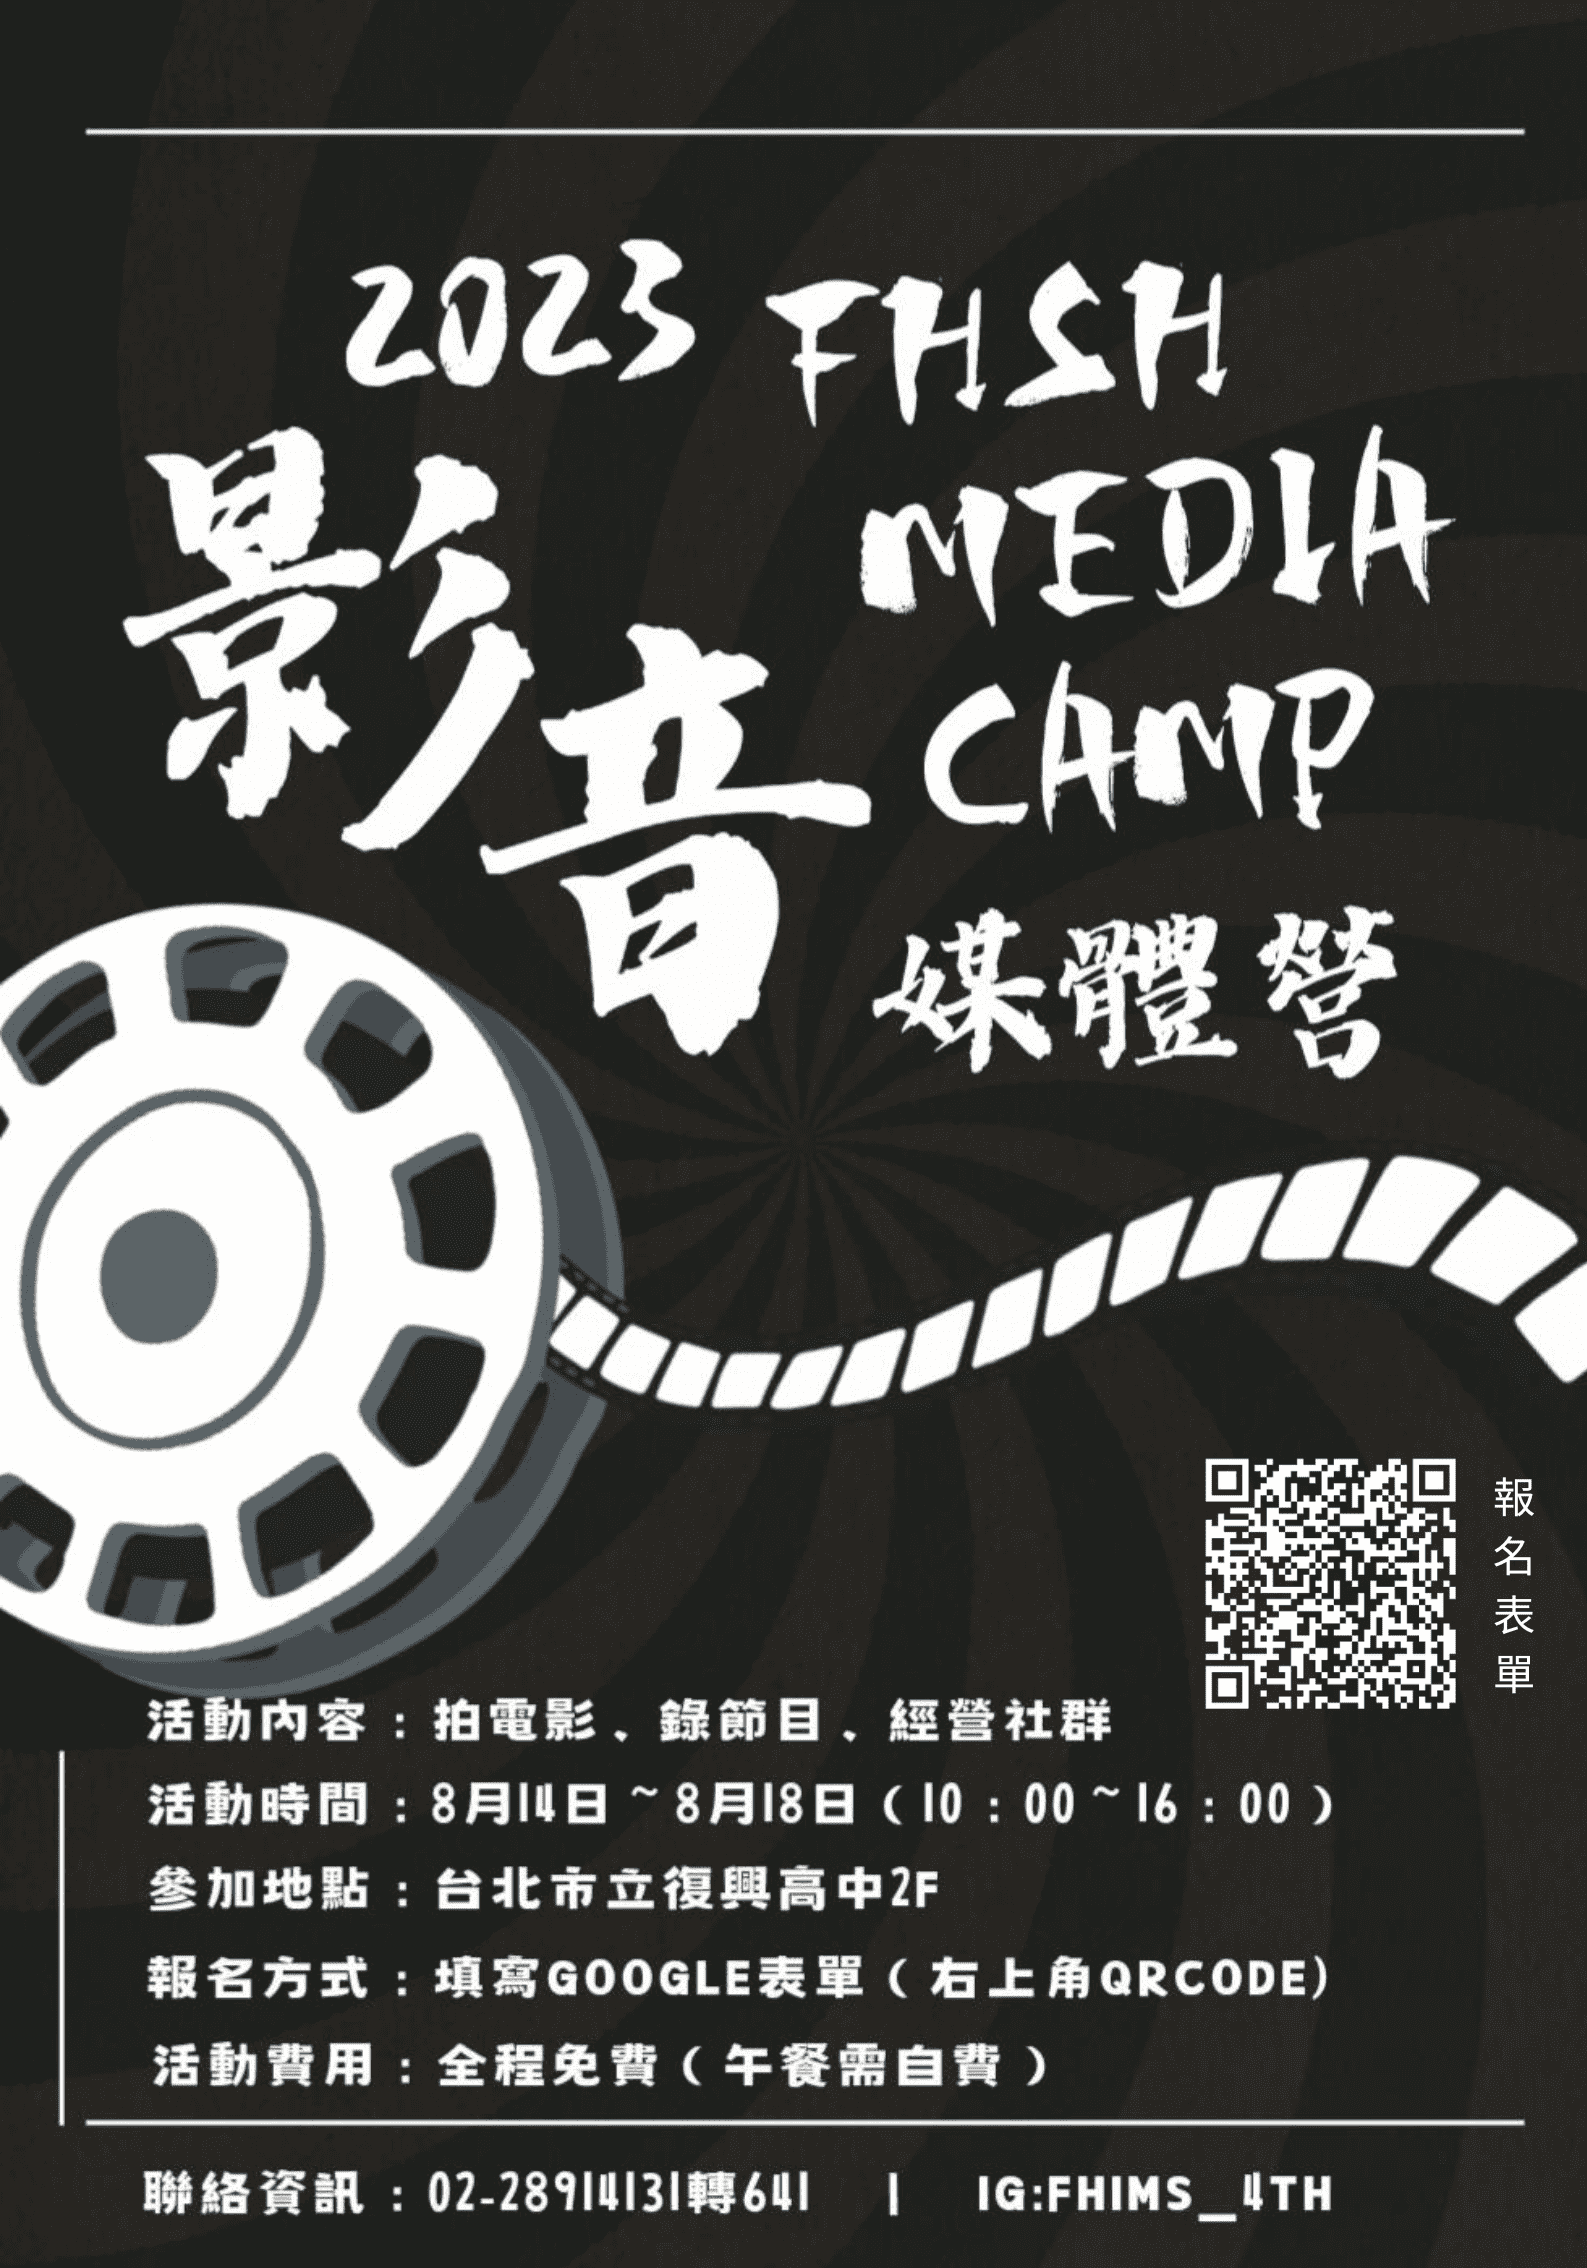 2023 FHSH
影音
MEDIA
CAMP
媒體營
報名表單
活動內容：拍電影、錄節目、經營社群
活動時間：8月14日~8月18日（10：00~16：00）
參加地點：台北市立復興高中2F
報名方式：填寫GOOGLE表單（右上角QRCODE)
活動費用：全程免費（午餐需自費）
聯絡資訊：02-28914131轉641 | IG:FHIMS_4TH